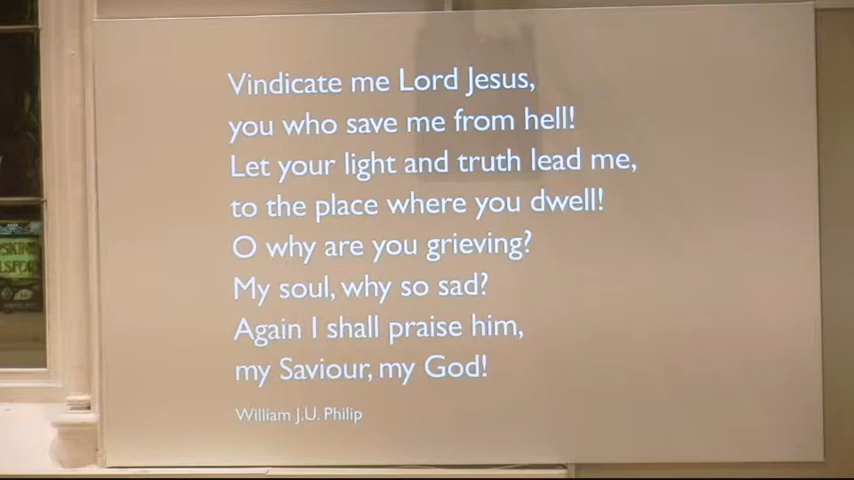 Vindicate me Lord Jesus,
you who save me from hell!
Let your light and truth lead me,
to the place where you dwell!
O why are you grieving?
My soul, why so sad?
Again I shall praise him,
my Saviour, my God!
William J.U. Philip